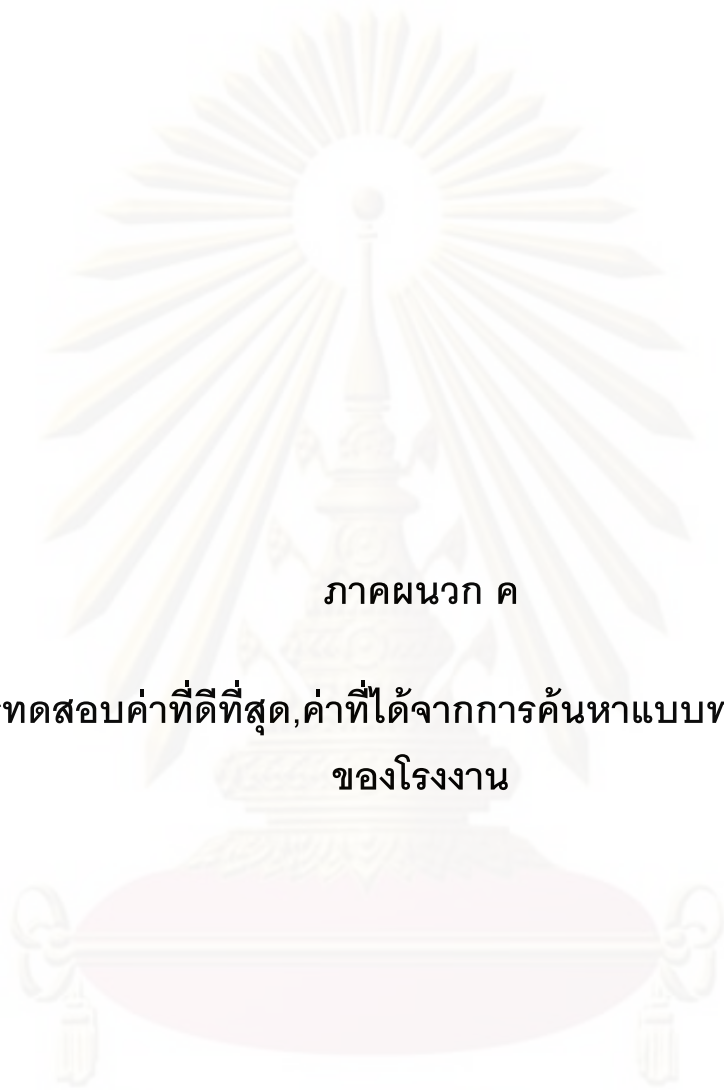 ภาคผนวก ค
ทดสอบค่าที่ดีที่สุด,ค่าที่ได้จากการค้นหาแบบ
ของโรงงาน